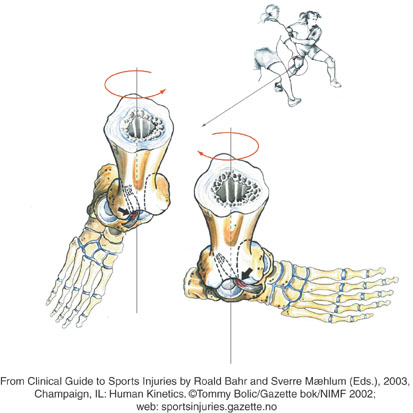 From Clinical Guide to Sports Injuries by Roald Bahr and Sverre Mæhlum (Eds.), 2003,
Champaign, IL: Human Kinetics. ©Tommy Bolic/Gazette bok/NIMF 2002;
web: sportsinjuries.gazette.no